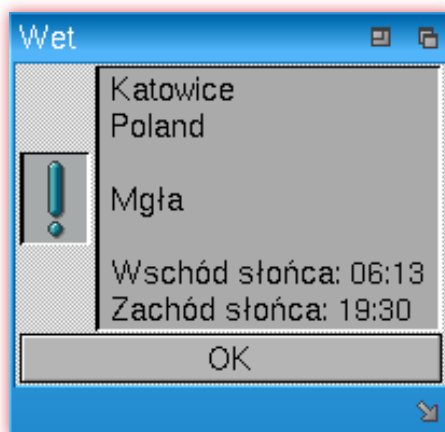 Wet
Katowice
Poland
Mgła
Wschód słońca: 06:13
Zachód słońca: 19:30
OK